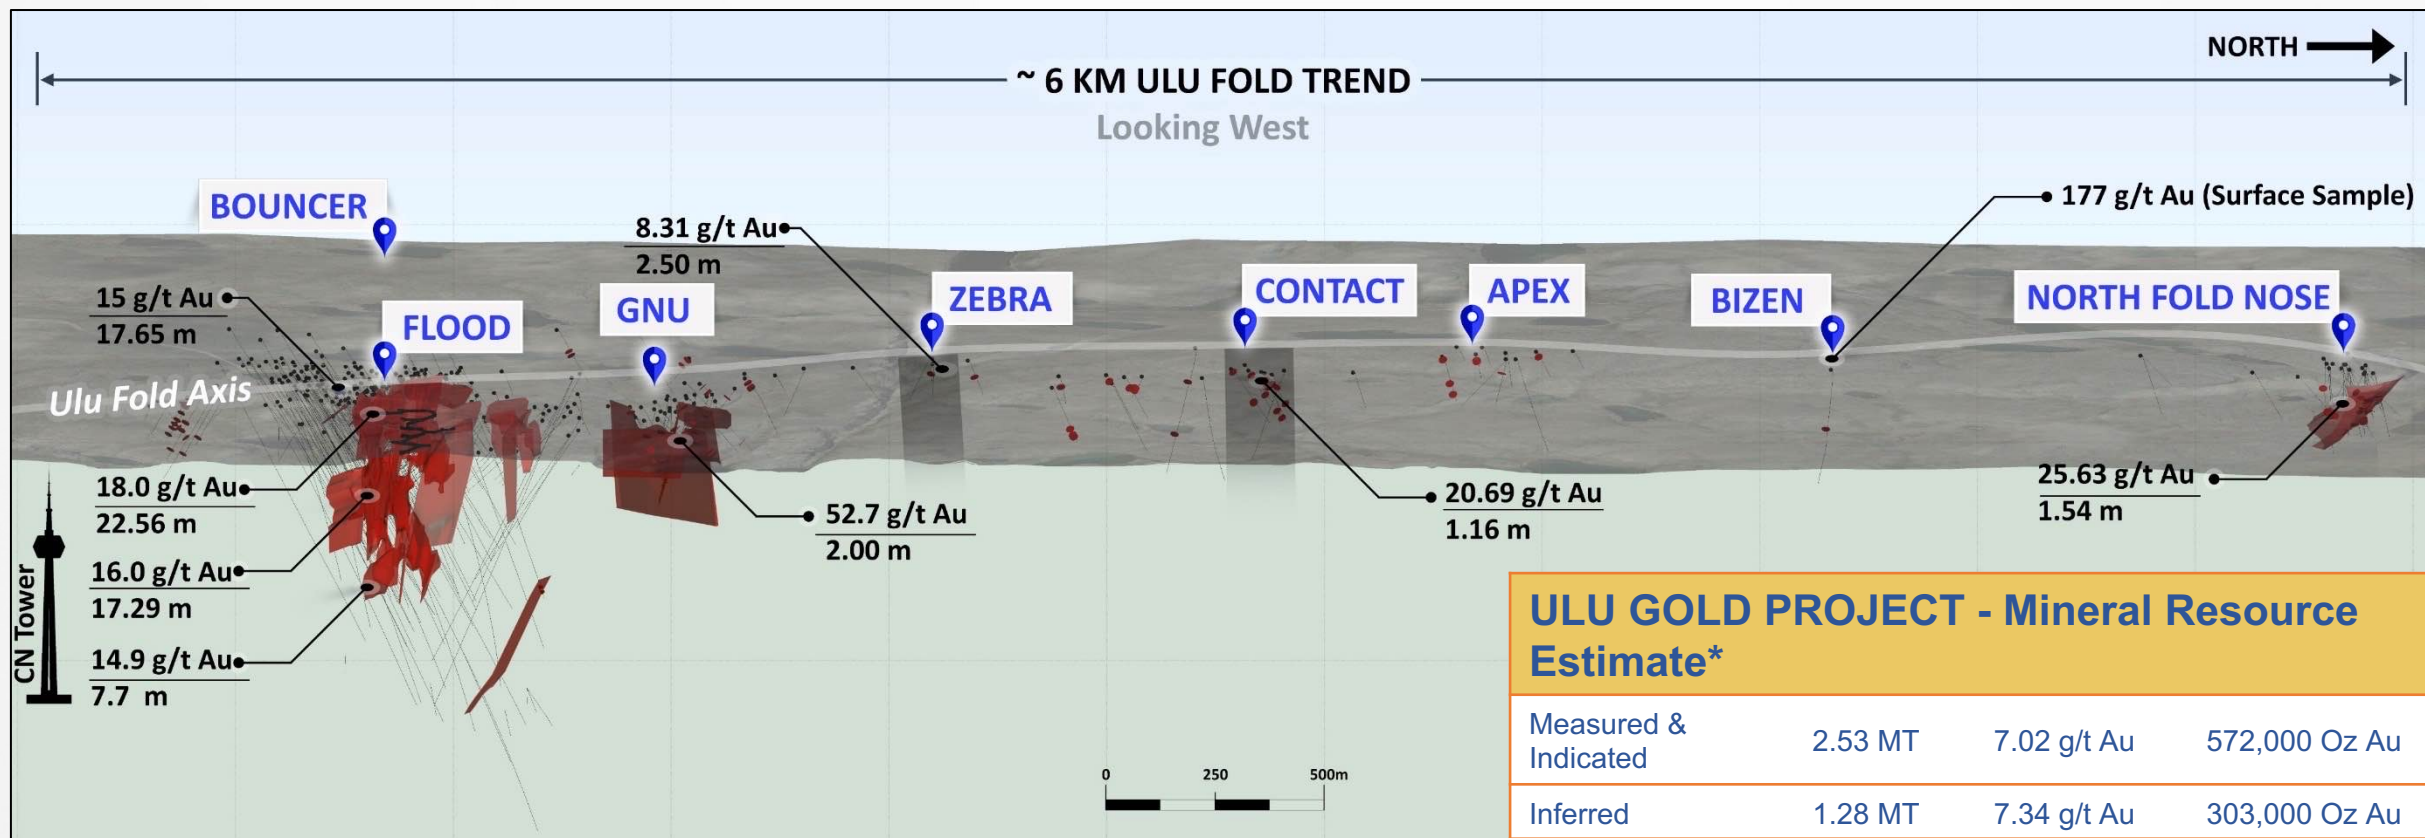 NORTH
~ 6 KM ULU FOLD TREND
Looking West
BOUNCER
177 g/t Au (Surface Sample)
8.31 g/t Au
2.50 m
15 g/t Au
17.65 m
FLOOD
GNU
ZEBRA
CONTACT
APEX
BIZEN
NORTH FOLD NOSE
Ulu Fold Axis
18.0 g/t Au
22.56 m
16.0 g/t Au
17.29 m
14.9 g/t Au
7.7 m
CN Tower
52.7 g/t Au
2.00 m
20.69 g/t Au
1.16 m
25.63 g/t Au
1.54 m
0 250 500m
ULU GOLD PROJECT - Mineral Resource
Estimate*
Measured &
Indicated 2.53 MT 7.02 g/t Au 572,000 Oz Au
Inferred 1.28 MT 7.34 g/t Au 303,000 Oz Au